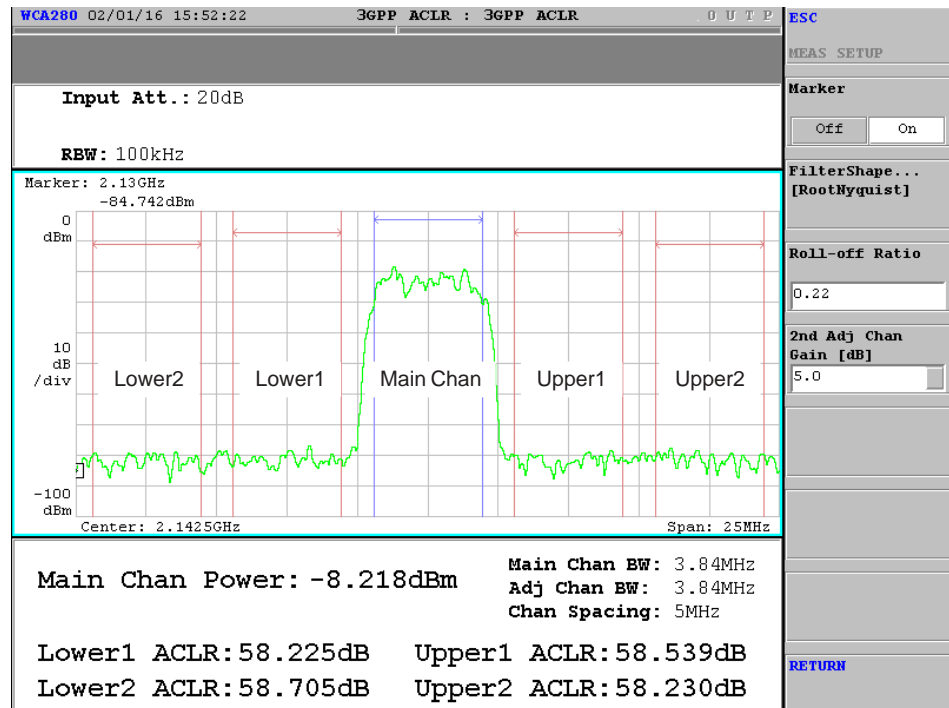 WCA280 02/01/16 15:52:22 3GPP ACLR : 3GPP ACLR . O U T P
Input Att.: 20dB
RBW: 100kHz
Marker: 2.13GHz
-84.742dBm
0
dBm
10
dB
/div
Lower2 Lower1 Main Chan Upper1 Upper2
-100
dBm
Center: 2.1425GHz Span: 25MHz
Main Chan Power: -8.218dBm
Main Chan BW: 3.84MHz
Adj Chan BW: 3.84MHz
Chan Spacing: 5MHz
Lower1 ACLR:58.225dB Upper1 ACLR:58.539dB
Lower2 ACLR:58.705dB Upper2 ACLR:58.230dB
ESC
MEAS SETUP
Marker
Off On
FilterShape...
[RootNyquist]
Roll-off Ratio
0.22
2nd Adj Chan
Gain [dB]
5.0
RETURN